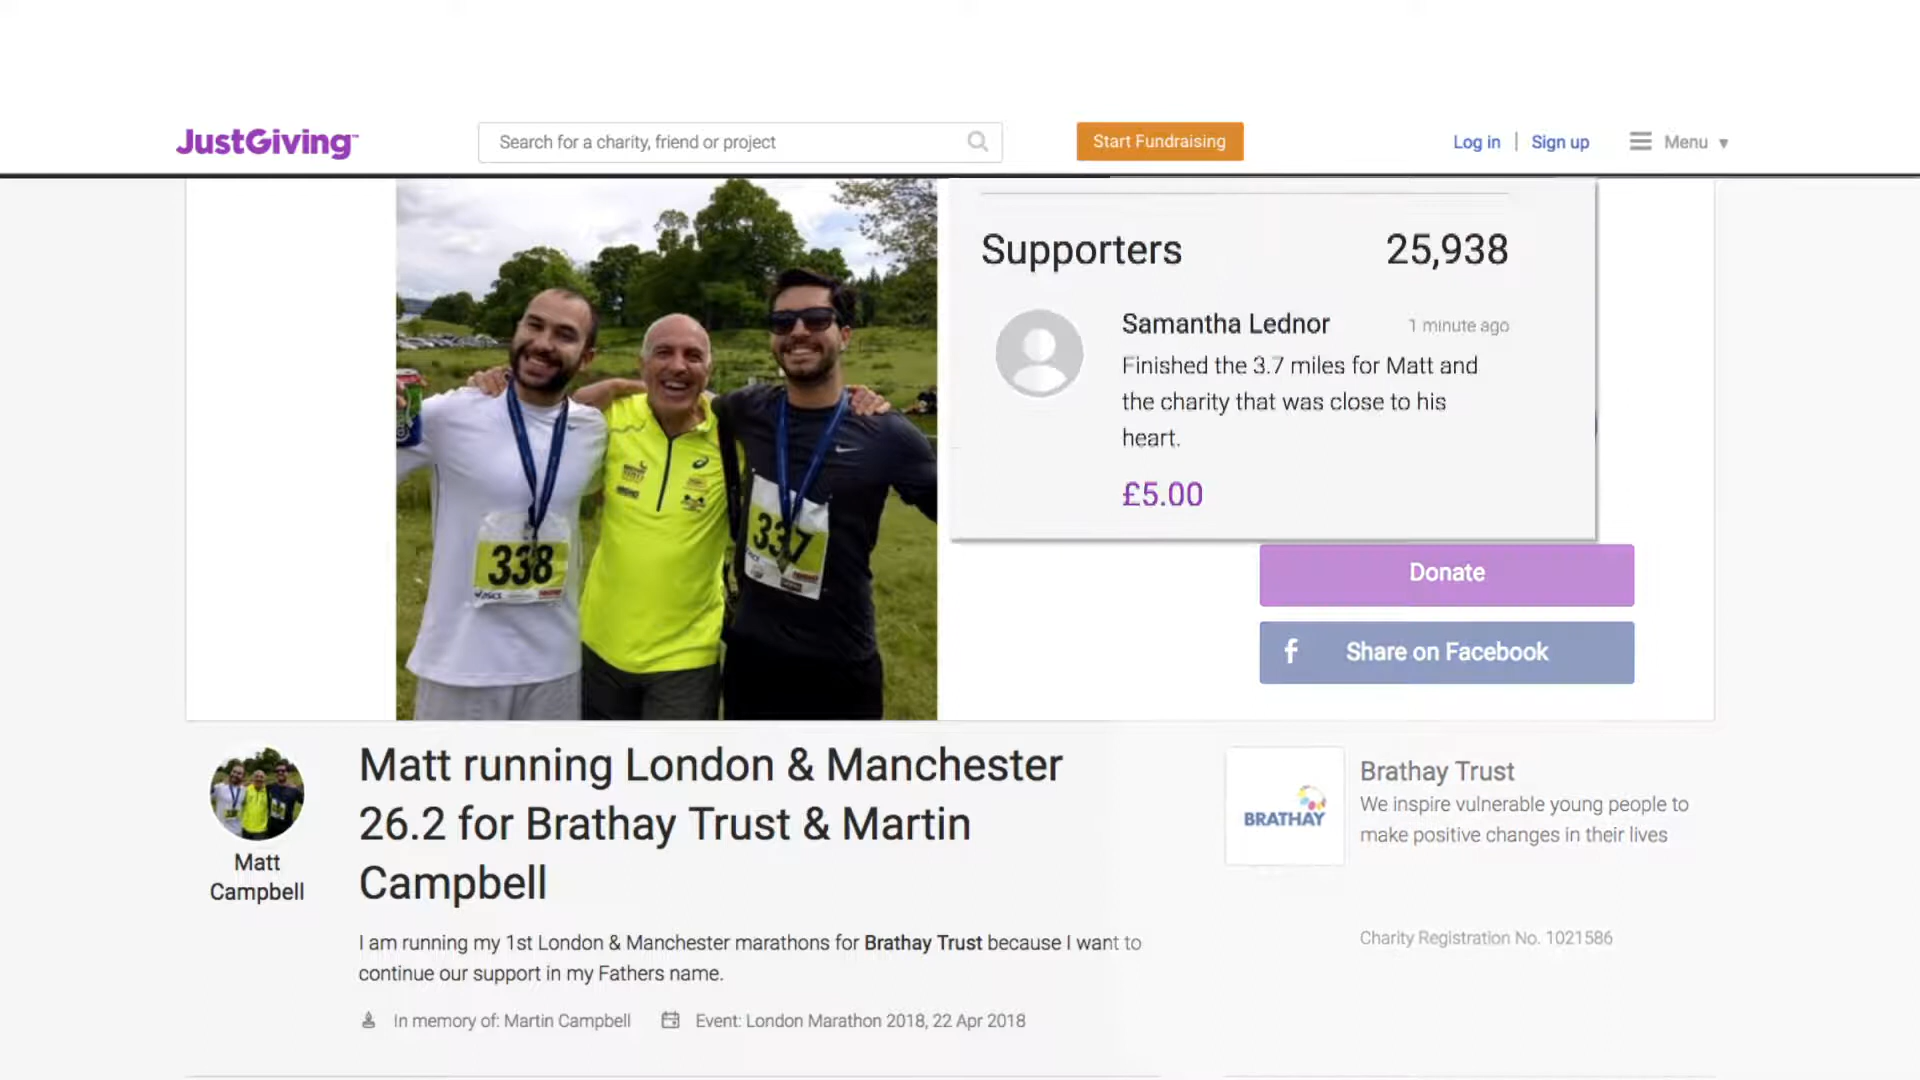 JustGiving™
Search for a charity, friend or project
Start Fundraising
Log in | Sign up
Menu ▼
Supporters 25,938
Samantha Lednor 1 minute ago
Finished the 3.7 miles for Matt and
the charity that was close to his
heart.
£5.00
338
asics
337
Donate
f Share on Facebook
Matt
Campbell
Matt running London & Manchester
26.2 for Brathay Trust & Martin
Campbell
I am running my 1st London & Manchester marathons for Brathay Trust because I want to
continue our support in my Fathers name.
In memory of: Martin Campbell
Event: London Marathon 2018, 22 Apr 2018
BRATHAY
Brathay Trust
We inspire vulnerable young people to
make positive changes in their lives
Charity Registration No. 1021586